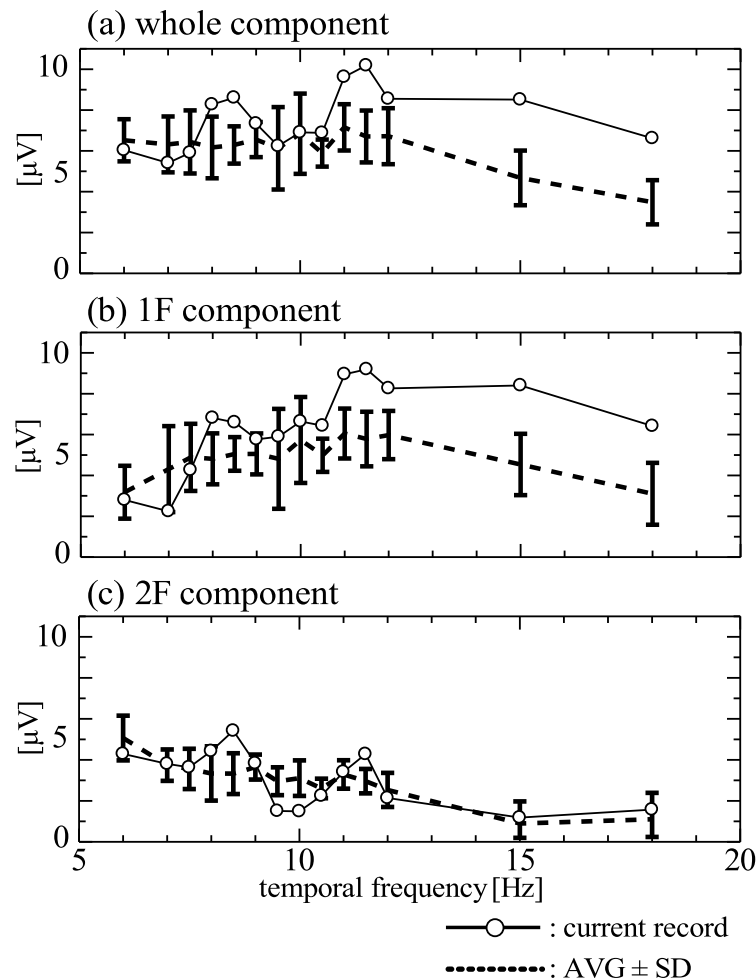 (a) whole component
10
5
0
[μV]
(b) 1F component
10
5
0
[μV]
(c) 2F component
10
5
0
[μV]
5 10 15 20
temporal frequency[Hz]
: current record
: AVG ± SD